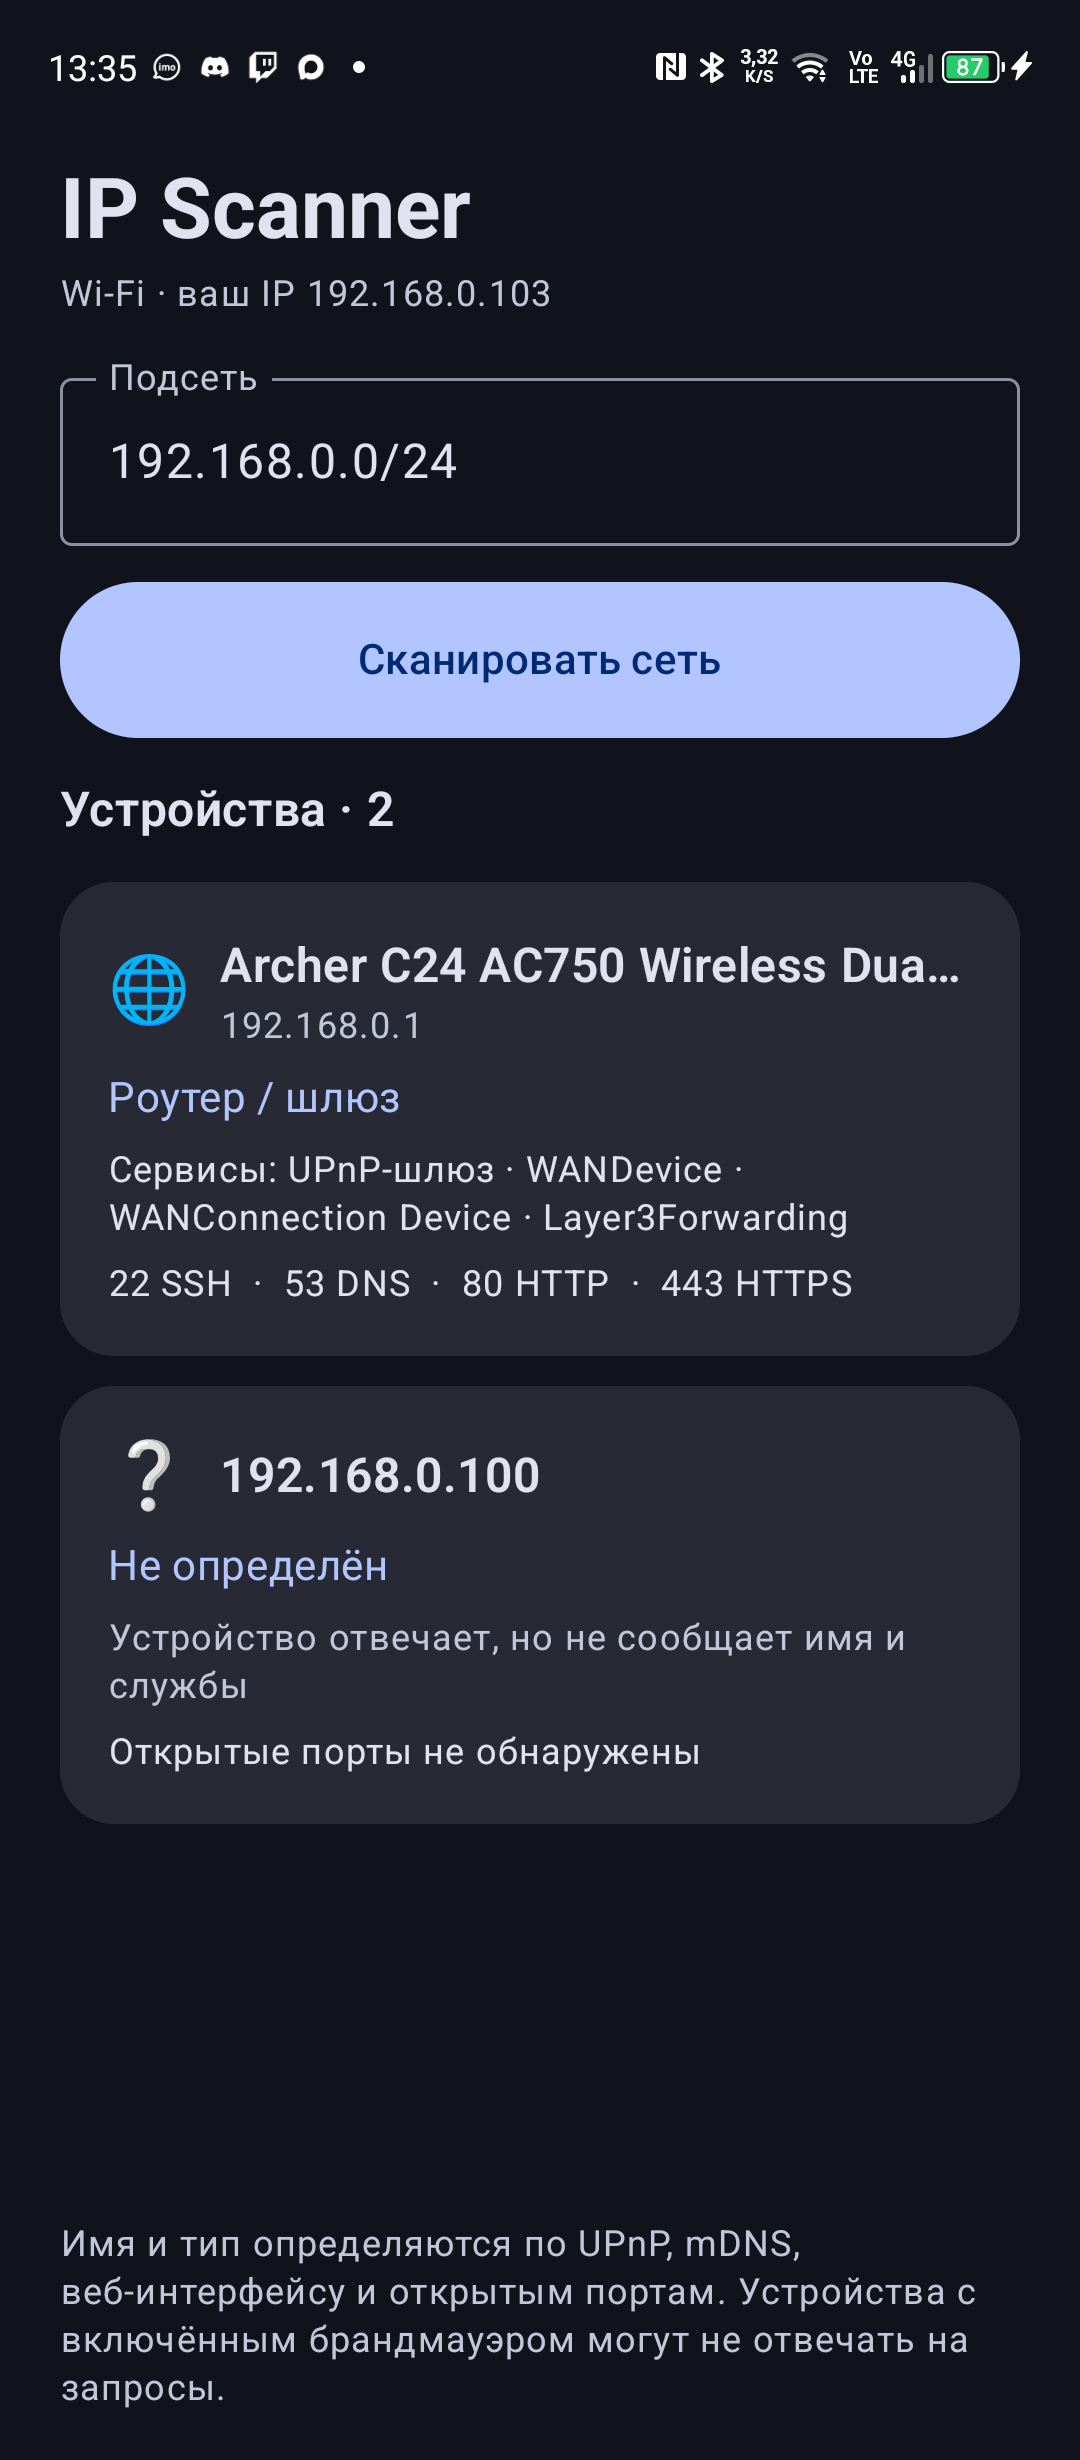 13:35
imo
3,32 K/S
Vo LTE
4G
87
IP Scanner
Wi-Fi · ваш IP 192.168.0.103
Подсеть
192.168.0.0/24
Сканировать сеть
Устройства · 2
Archer C24 AC750 Wireless Dua…
192.168.0.1
Роутер / шлюз
Сервисы: UPnP-шлюз · WANDevice ·
WANConnection Device · Layer3Forwarding
22 SSH · 53 DNS · 80 HTTP · 443 HTTPS
192.168.0.100
Не определён
Устройство отвечает, но не сообщает имя и
службы
Открытые порты не обнаружены
Имя и тип определяются по UPnP, mDNS,
веб-интерфейсу и открытым портам. Устройства с
включённым брандмауэром могут не отвечать на
запросы.